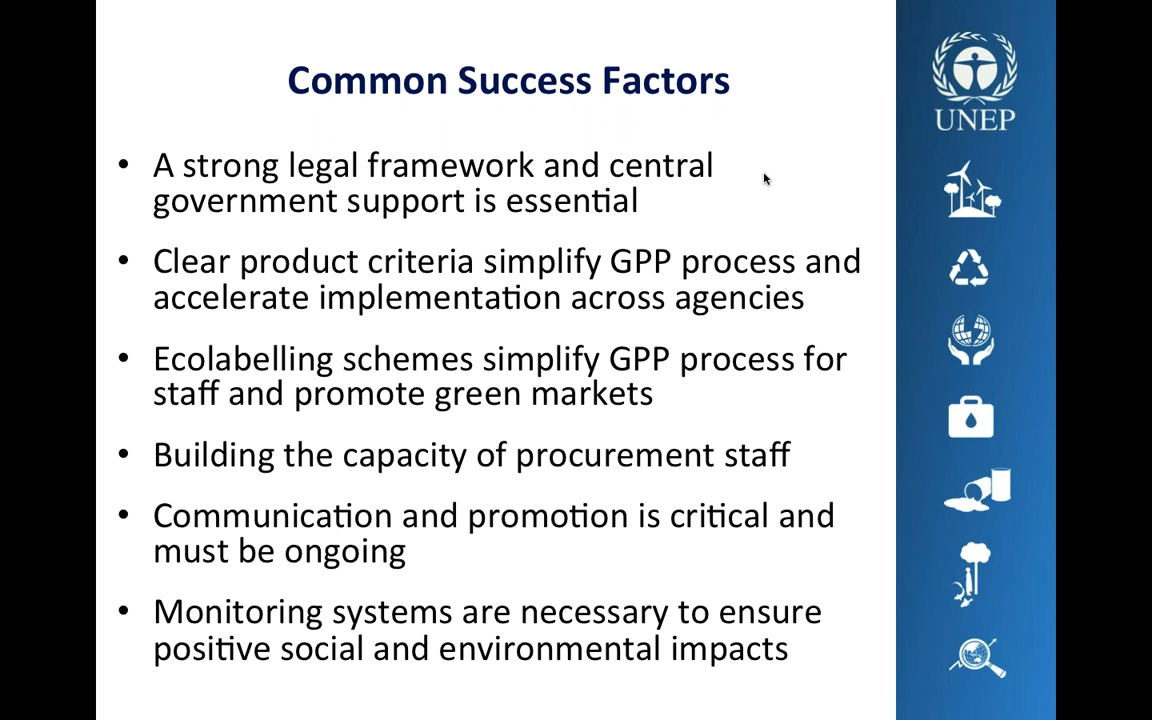 Common Success Factors
• A strong legal framework and central
government support is essential
• Clear product criteria simplify GPP process and
accelerate implementation across agencies
• Ecolabelling schemes simplify GPP process for
staff and promote green markets
• Building the capacity of procurement staff
• Communication and promotion is critical and
must be ongoing
• Monitoring systems are necessary to ensure
positive social and environmental impacts
UNEP